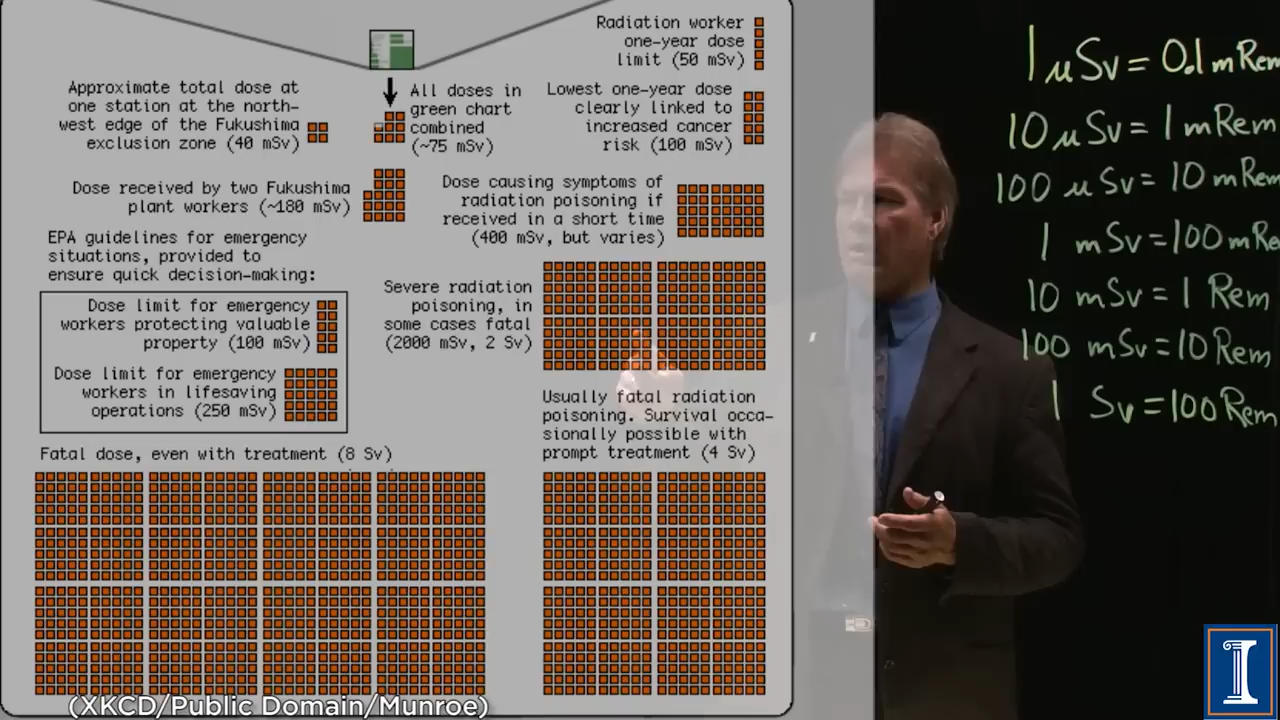 Radiation worker
one-year dose
limit (50 mSv)
Approximate total dose at
one station at the north-
west edge of the Fukushima
exclusion zone (40 mSv)
All doses in
green chart
combined
(~75 mSv)
Lowest one-year dose
clearly linked to
increased cancer
risk (100 mSv)
Dose received by two Fukushima
plant workers (~180 mSv)
Dose causing symptoms of
radiation poisoning if
received in a short time
(400 mSv, but varies)
EPA guidelines for emergency
situations, provided to
ensure quick decision-making:
Dose limit for emergency
workers protecting valuable
property (100 mSv)
Dose limit for emergency
workers in lifesaving
operations (250 mSv)
Severe radiation
poisoning, in
some cases fatal
(2000 mSv, 2 Sv)
Usually fatal radiation
poisoning. Survival occa-
sionally possible with
prompt treatment (4 Sv)
Fatal dose, even with treatment (8 Sv)
(XKCD/Public Domain/Munroe)
1 μSv = 0.1 mRem
10 μSv = 1 mRem
100 μSv = 10 mRem
1 mSv = 100 mRe
10 mSv = 1 Rem
100 mSv = 10 Rem
1 Sv = 100 Rem
I